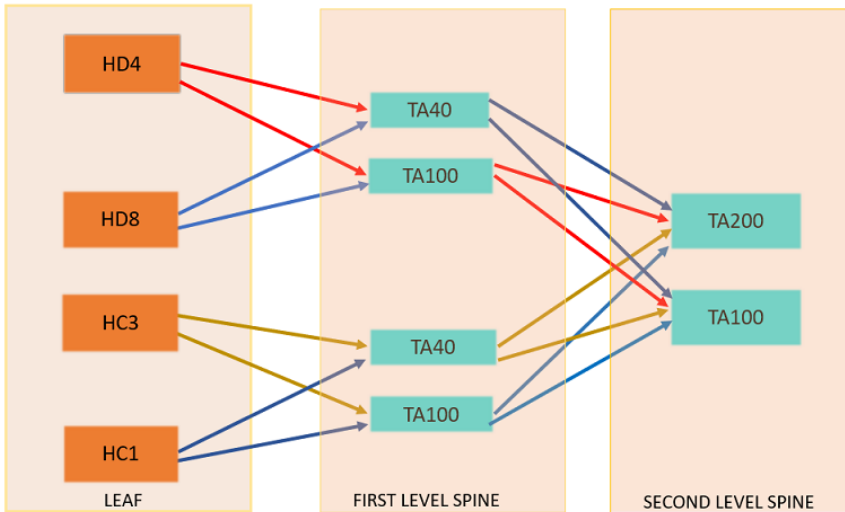 HD4
HD8
HC3
HC1
LEAF
TA40
TA100
TA40
TA100
FIRST LEVEL SPINE
TA200
TA100
SECOND LEVEL SPINE